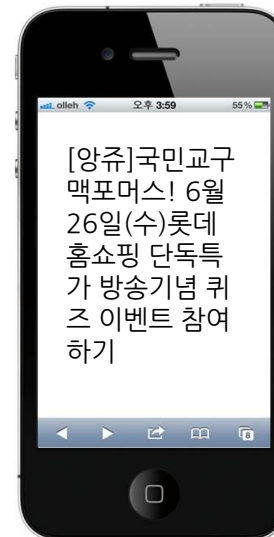 olleh 오후 3:59 55%
[앙쥬]국민교구
맥포머스! 6월
26일(수)롯데
홈쇼핑 단독특
가 방송기념 퀴
즈 이벤트 참여
하기
8